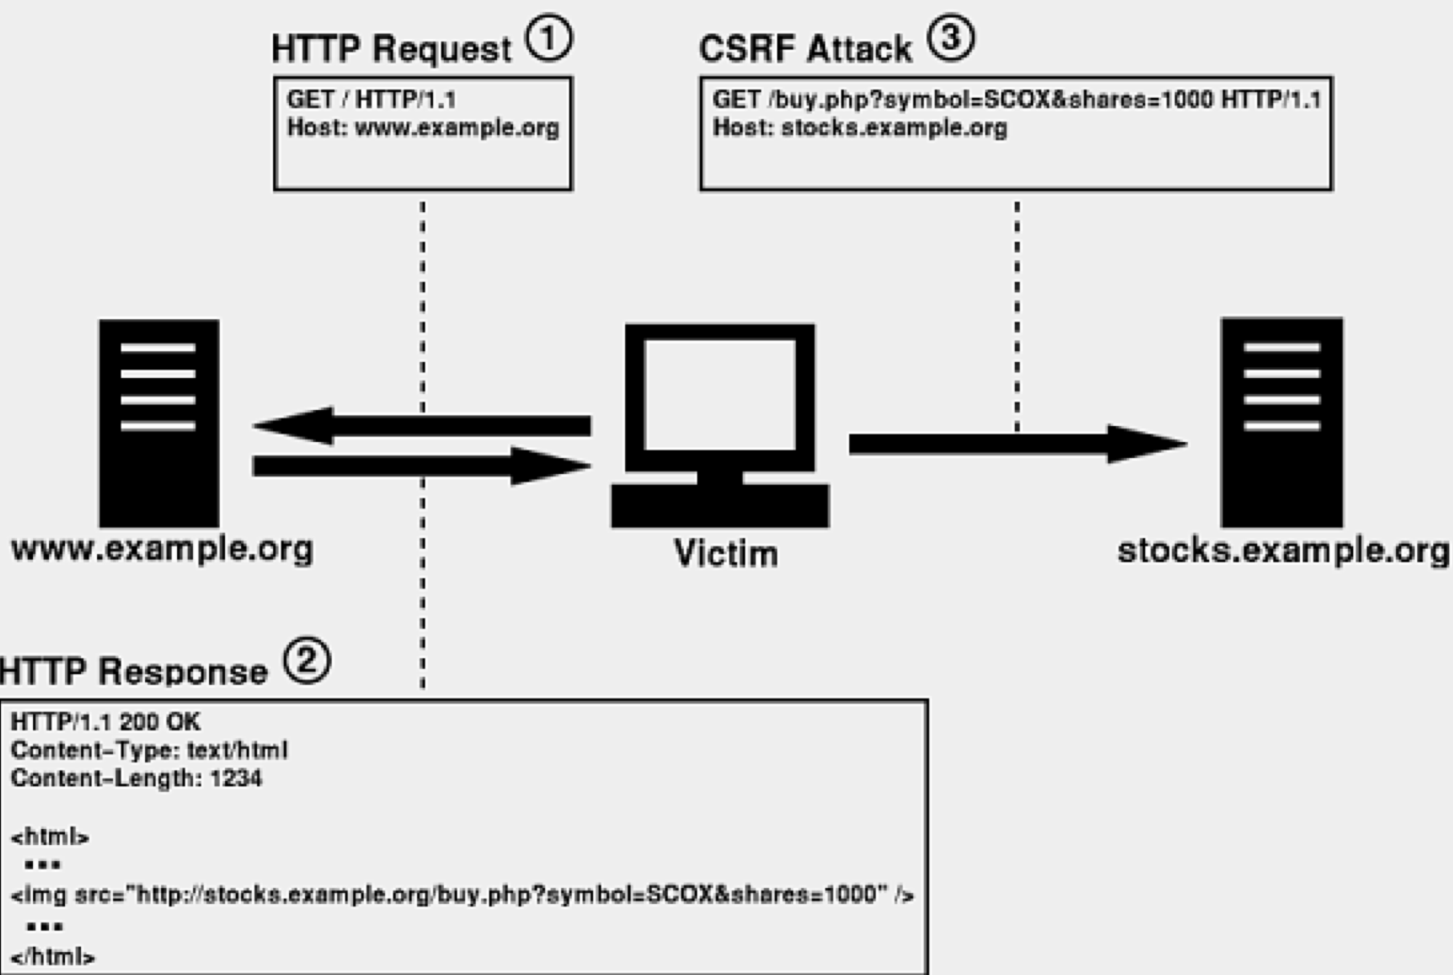 HTTP Request ①
GET / HTTP/1.1
Host: www.example.org
CSRF Attack ③
GET /buy.php?symbol=SCOX&shares=1000 HTTP/1.1
Host: stocks.example.org
www.example.org
Victim
stocks.example.org
HTTP Response ②
HTTP/1.1 200 OK
Content-Type: text/html
Content-Length: 1234
<html>
...
<img src="http://stocks.example.org/buy.php?symbol=SCOX&shares=1000" />
...
</html>